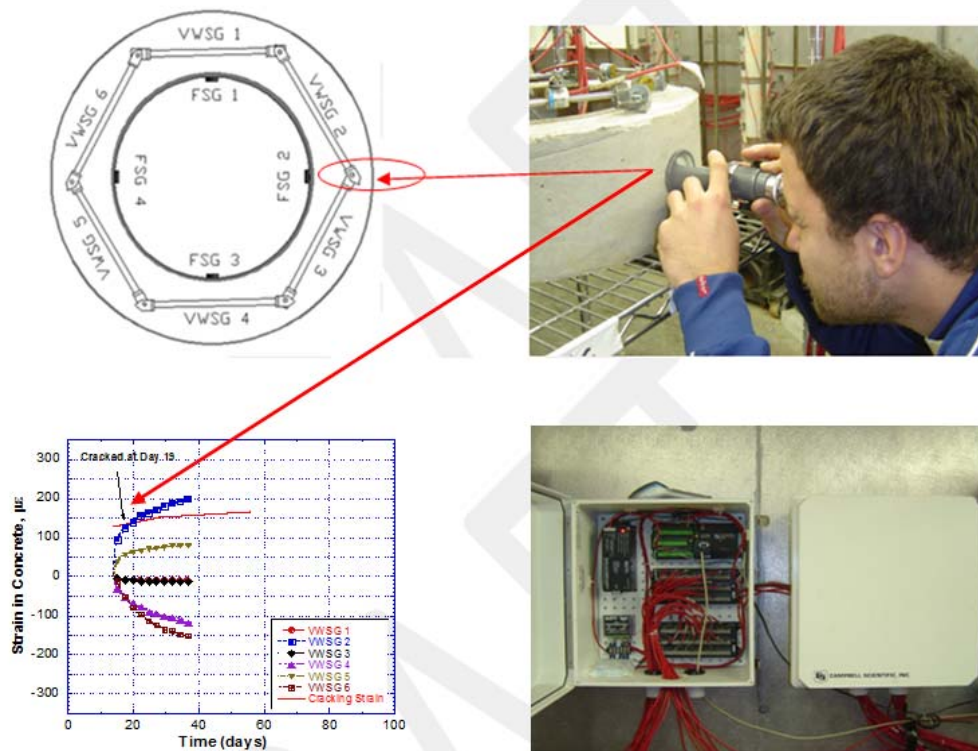 VWSG 1
VWSG 2
VWSG 6
FSG 1
FSG 4
FSG 2
VWSG 5
VWSG 3
FSG 3
VWSG 4
Cracked at Day 19
Strain in Concrete, με
300
200
100
0
-100
-200
-300
VWSG 1
VWSG 2
VWSG 3
VWSG 4
VWSG 5
VWSG 6
Cracking Strain
0 20 40 60 80 100
Time (days)
CAMPBELL SCIENTIFIC, INC.